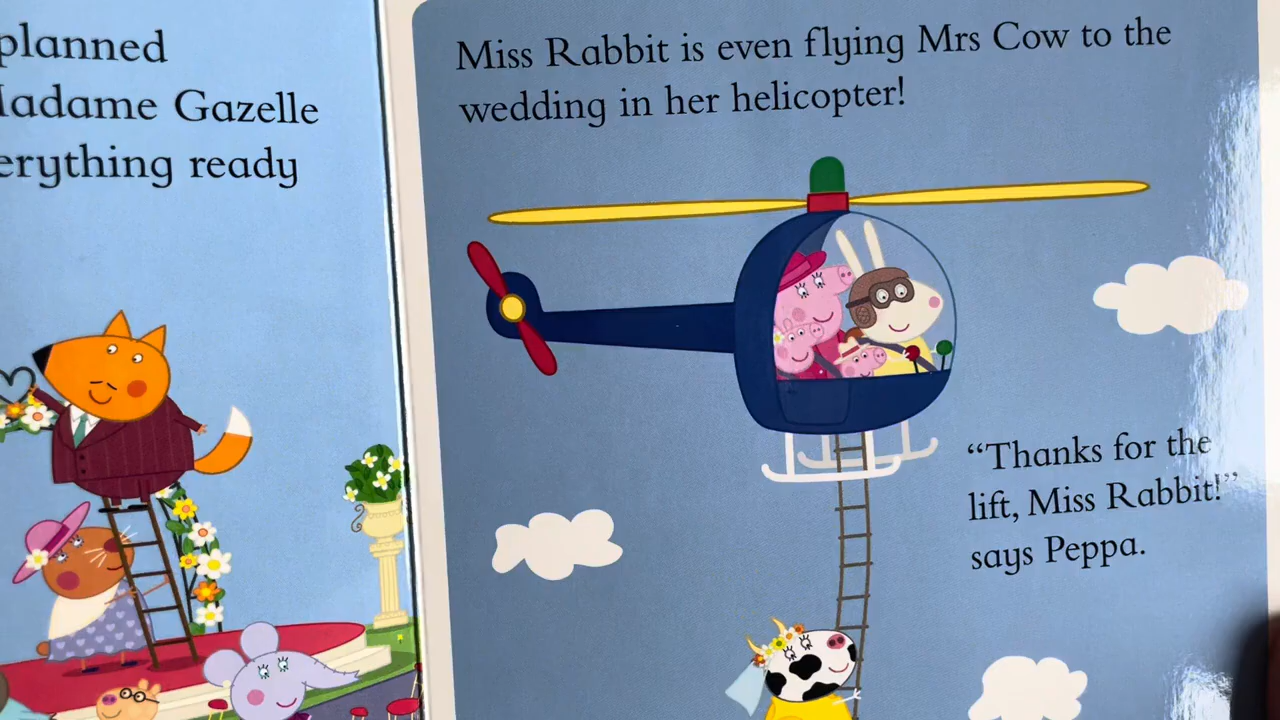 planned
Madame Gazelle
erything ready
Miss Rabbit is even flying Mrs Cow to the
wedding in her helicopter!
“Thanks for the
lift, Miss Rabbit!”
says Peppa.